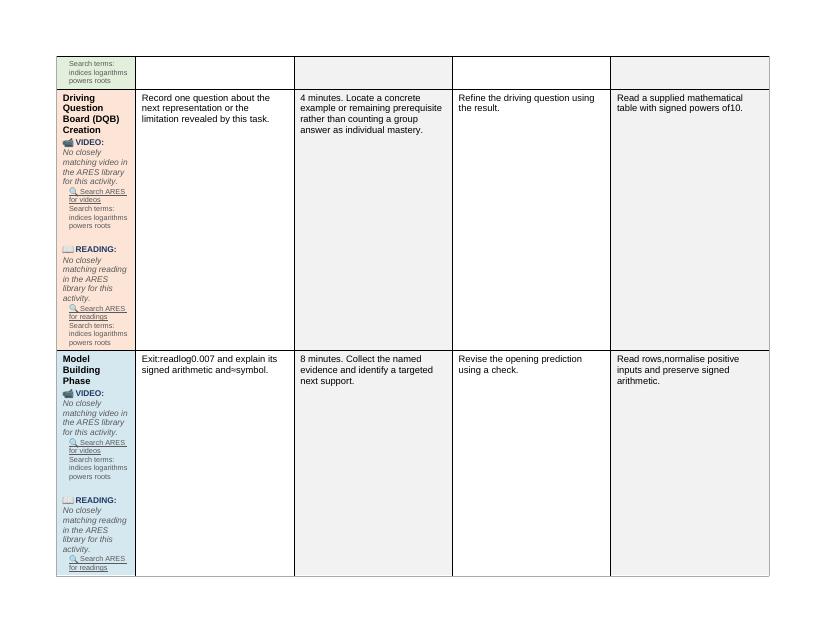 Search terms:
indices logarithms
powers roots
Driving
Question
Board (DQB)
Creation
📹 VIDEO:
No closely
matching video in
the ARES library
for this activity.
🔍 Search ARES
for videos
Search terms:
indices logarithms
powers roots
📖 READING:
No closely
matching reading
in the ARES
library for this
activity.
🔍 Search ARES
for readings
Search terms:
indices logarithms
powers roots
Record one question about the
next representation or the
limitation revealed by this task.
4 minutes. Locate a concrete
example or remaining prerequisite
rather than counting a group
answer as individual mastery.
Refine the driving question using
the result.
Read a supplied mathematical
table with signed powers of10.
Model
Building
Phase
📹 VIDEO:
No closely
matching video in
the ARES library
for this activity.
🔍 Search ARES
for videos
Search terms:
indices logarithms
powers roots
📖 READING:
No closely
matching reading
in the ARES
library for this
activity.
🔍 Search ARES
for readings
Exit:readlog0.007 and explain its
signed arithmetic and≈symbol.
8 minutes. Collect the named
evidence and identify a targeted
next support.
Revise the opening prediction
using a check.
Read rows,normalise positive
inputs and preserve signed
arithmetic.